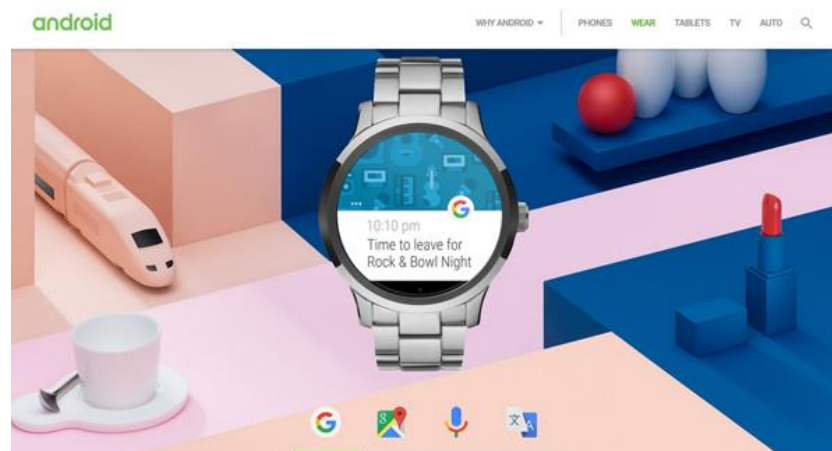 android
WHY ANDROID
PHONES
WEAR
TABLETS
TV
AUTO
10:10 pm
Time to leave for
Rock & Bowl Night